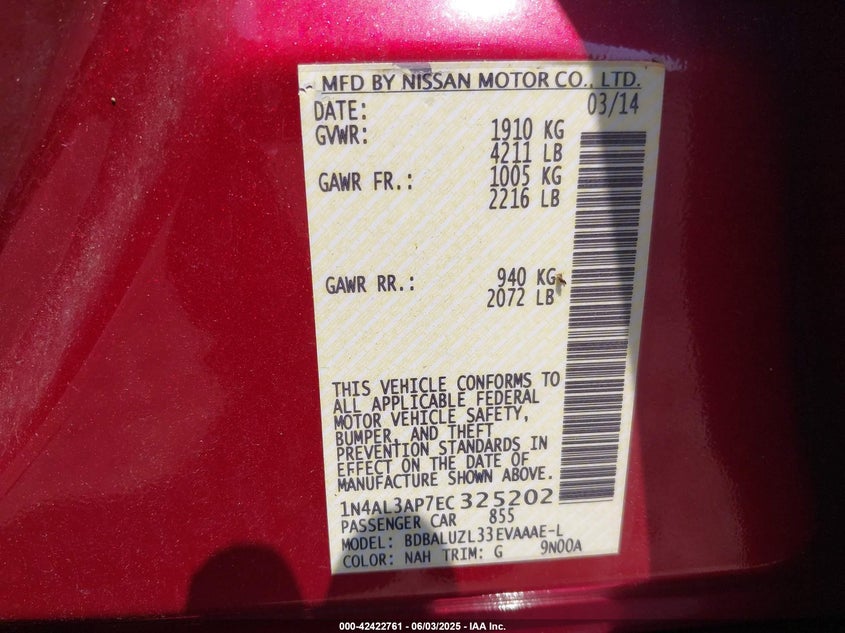 MFD BY NISSAN MOTOR CO., LTD.
DATE: 03/14
GVWR: 1910 KG
4211 LB
GAWR FR.: 1005 KG
2216 LB
GAWR RR.: 940 KG
2072 LB
THIS VEHICLE CONFORMS TO
ALL APPLICABLE FEDERAL
MOTOR VEHICLE SAFETY,
BUMPER, AND THEFT
PREVENTION STANDARDS IN
EFFECT ON THE DATE OF
MANUFACTURE SHOWN ABOVE.
1N4AL3AP7EC325202
PASSENGER CAR 855
MODEL: BDBALUZL33EVAAAE-L
COLOR: NAH TRIM: G 9N00A
000-42422761 - 06/03/2025 - IAA Inc.